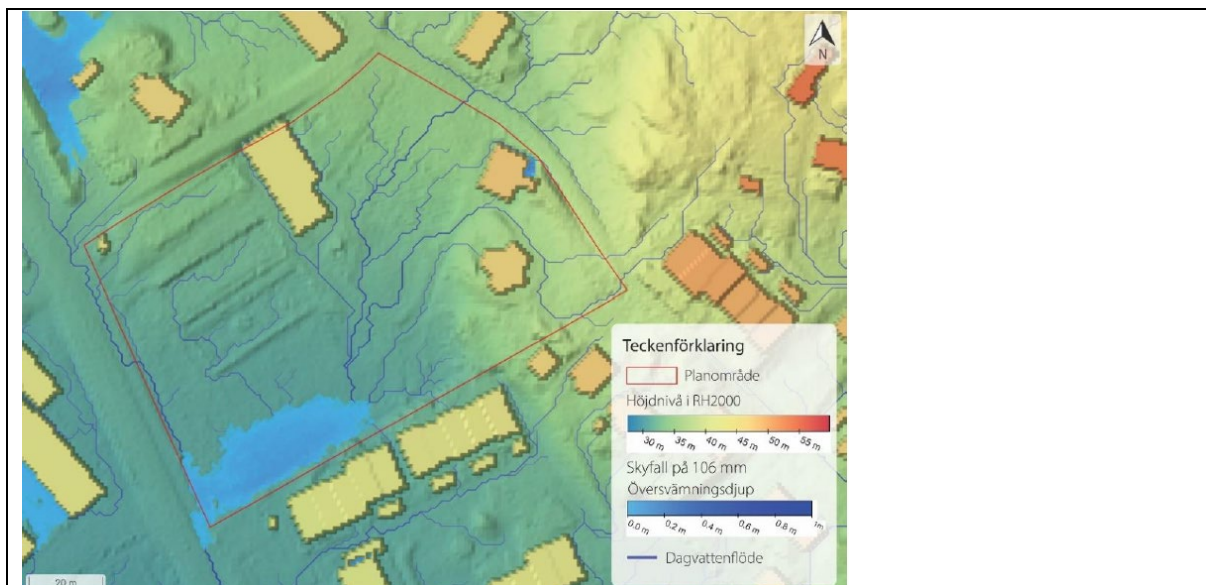 N
Teckenförklaring
Planområde
Höjdnivå i RH2000
30 m 35 m 40 m 45 m 50 m 55 m
Skyfall på 106 mm
Översvämningsdjup
0,0 m 0,2 m 0,4 m 0,6 m 0,8 m 1m
Dagvattenflöde
20 m